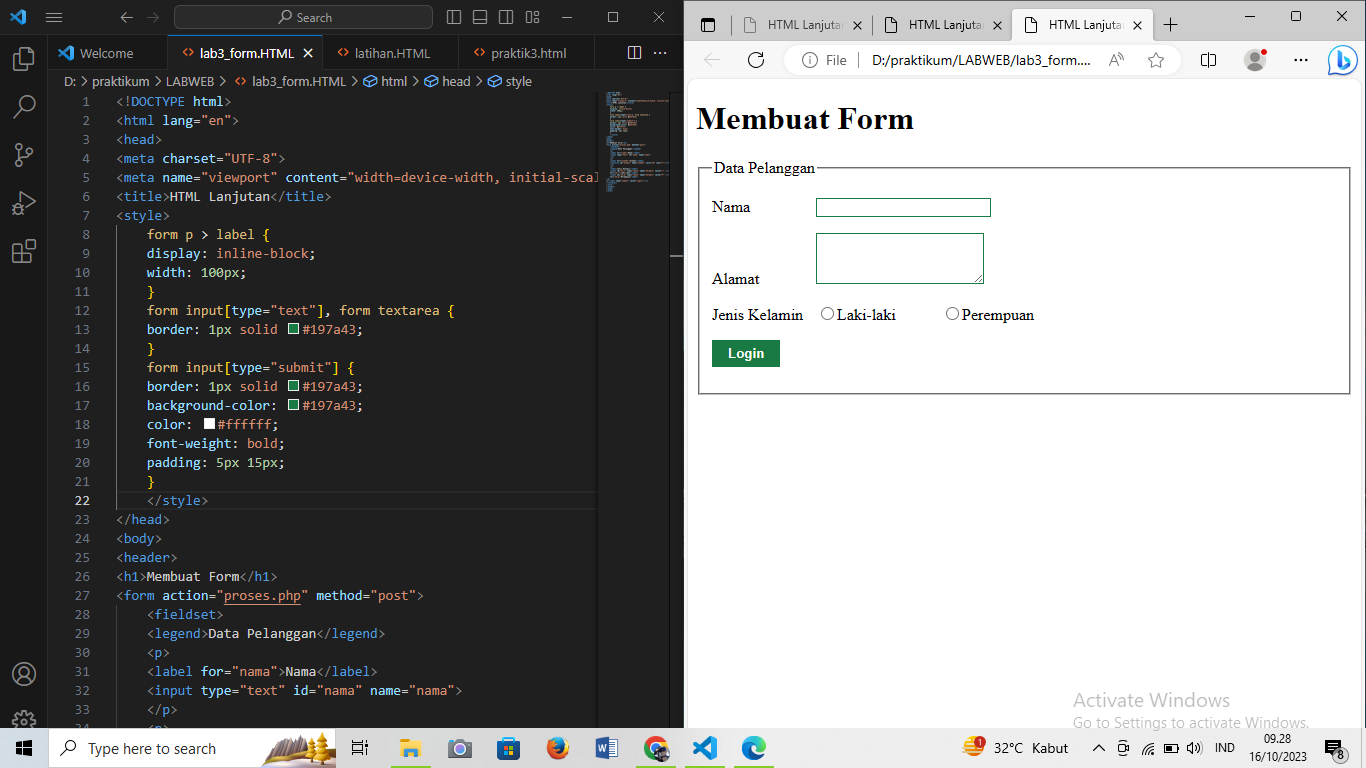 Search
Welcome
lab3_form.HTML
latihan.HTML
praktik3.html
D: > praktikum > LABWEB > lab3_form.HTML > html > head > style
1 <!DOCTYPE html>
2 <html lang="en">
3 <head>
4 <meta charset="UTF-8">
5 <meta name="viewport" content="width=device-width, initial-scal
6 <title>HTML Lanjutan</title>
7 <style>
8 form p > label {
9 display: inline-block;
10 width: 100px;
11 }
12 form input[type="text"], form textarea {
13 border: 1px solid #197a43;
14 }
15 form input[type="submit"] {
16 border: 1px solid #197a43;
17 background-color: #197a43;
18 color: #ffffff;
19 font-weight: bold;
20 padding: 5px 15px;
21 }
22 </style>
23 </head>
24 <body>
25 <header>
26 <h1>Membuat Form</h1>
27 <form action="proses.php" method="post">
28 <fieldset>
29 <legend>Data Pelanggan</legend>
30 <p>
31 <label for="nama">Nama</label>
32 <input type="text" id="nama" name="nama">
33 </p>
34 <p>
HTML Lanjuta
HTML Lanjuta
HTML Lanjuta
File
D:/praktikum/LABWEB/lab3_form....
Membuat Form
Data Pelanggan
Nama
Alamat
Jenis Kelamin Laki-laki Perempuan
Login
Activate Windows
Go to Settings to activate Windows.
Type here to search
1
32°C Kabut
IND
09.28
16/10/2023
8